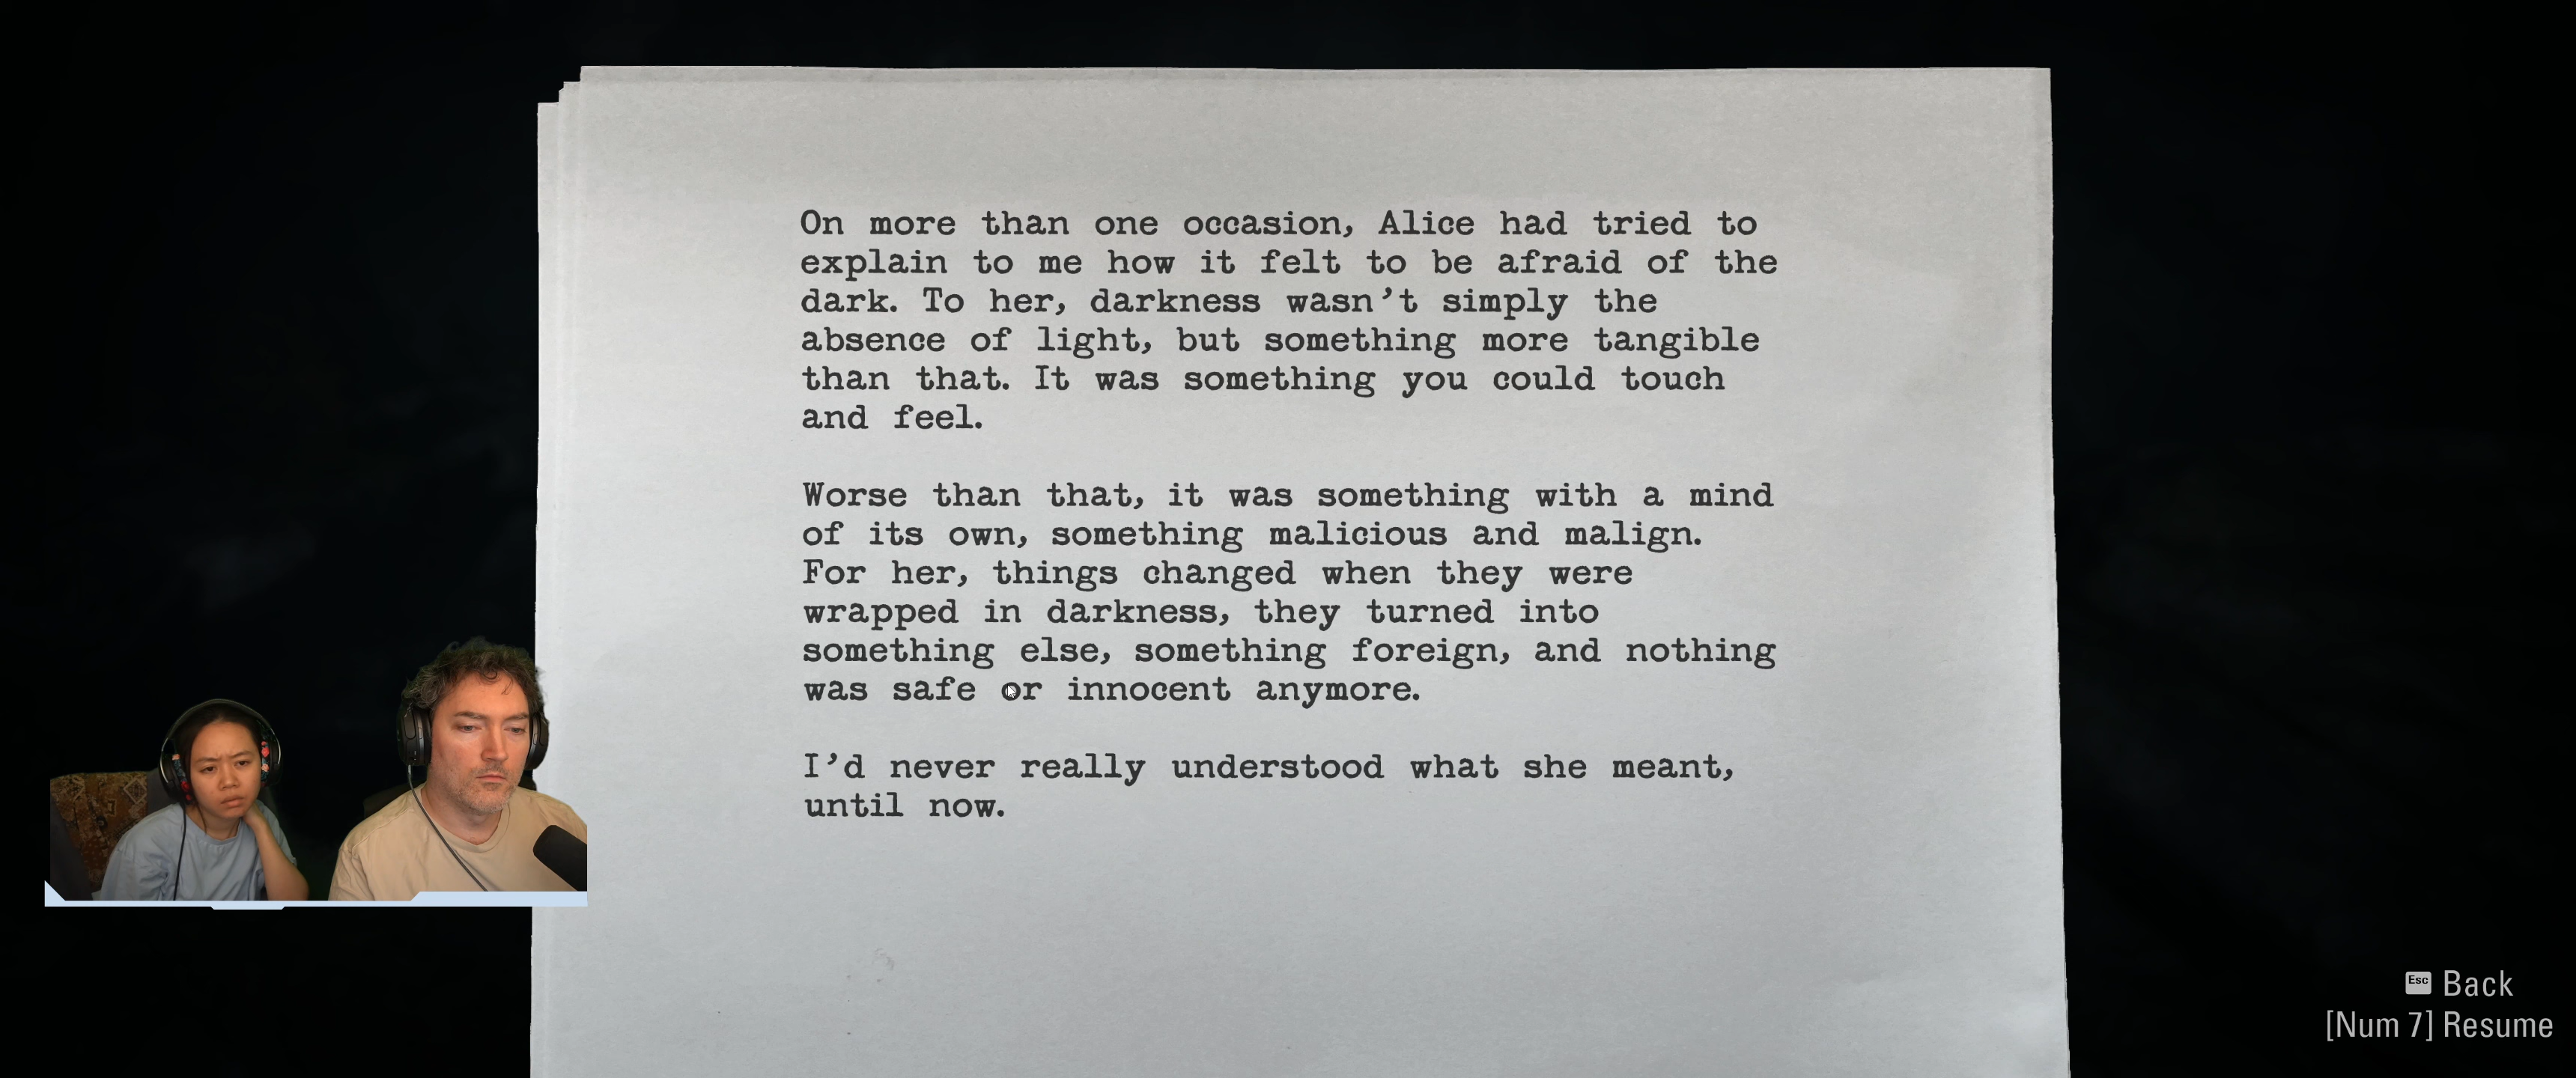 On more than one occasion, Alice had tried to
explain to me how it felt to be afraid of the
dark. To her, darkness wasn't simply the
absence of light, but something more tangible
than that. It was something you could touch
and feel.
Worse than that, it was something with a mind
of its own, something malicious and malign.
For her, things changed when they were
wrapped in darkness, they turned into
something else, something foreign, and nothing
was safe or innocent anymore.
I'd never really understood what she meant,
until now.
Esc Back
[Num 7] Resume